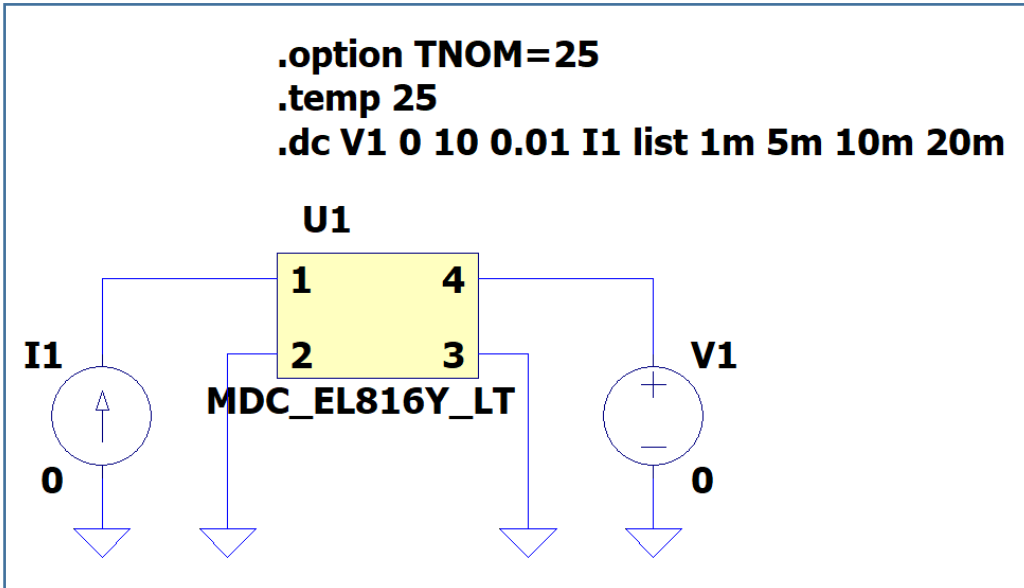 .option TNOM=25
.temp 25
.dc V1 0 10 0.01 I1 list 1m 5m 10m 20m
U1
1 4
I1 2 3 V1
MDC_EL816Y_LT
+
0 0